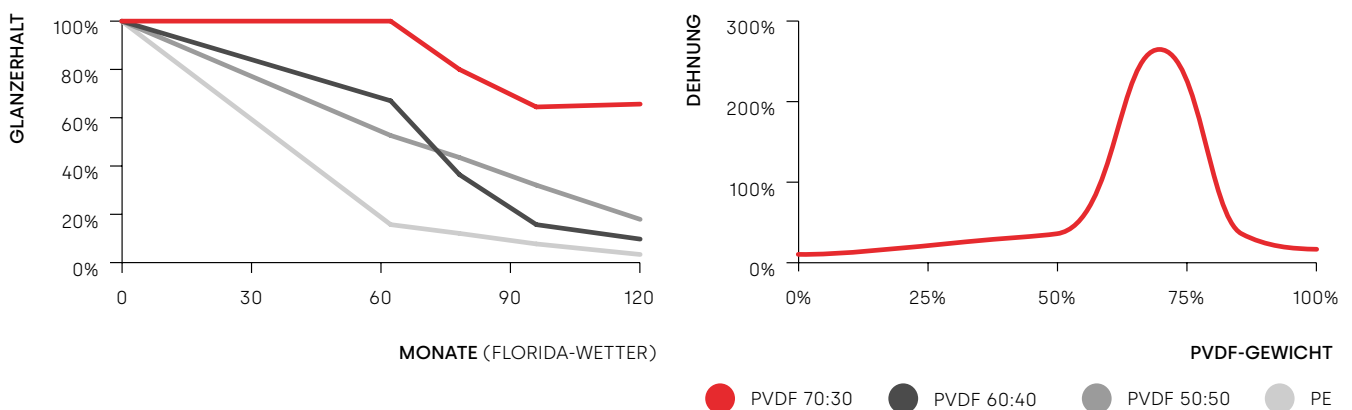 GLANZERHALT
100%
80%
60%
40%
20%
0%
0 30 60 90 120
MONATE (FLORIDA-WETTER)
DEHNUNG
300%
200%
100%
0%
0% 25% 50% 75% 100%
PVDF-GEWICHT
PVDF 70:30 PVDF 60:40 PVDF 50:50 PE